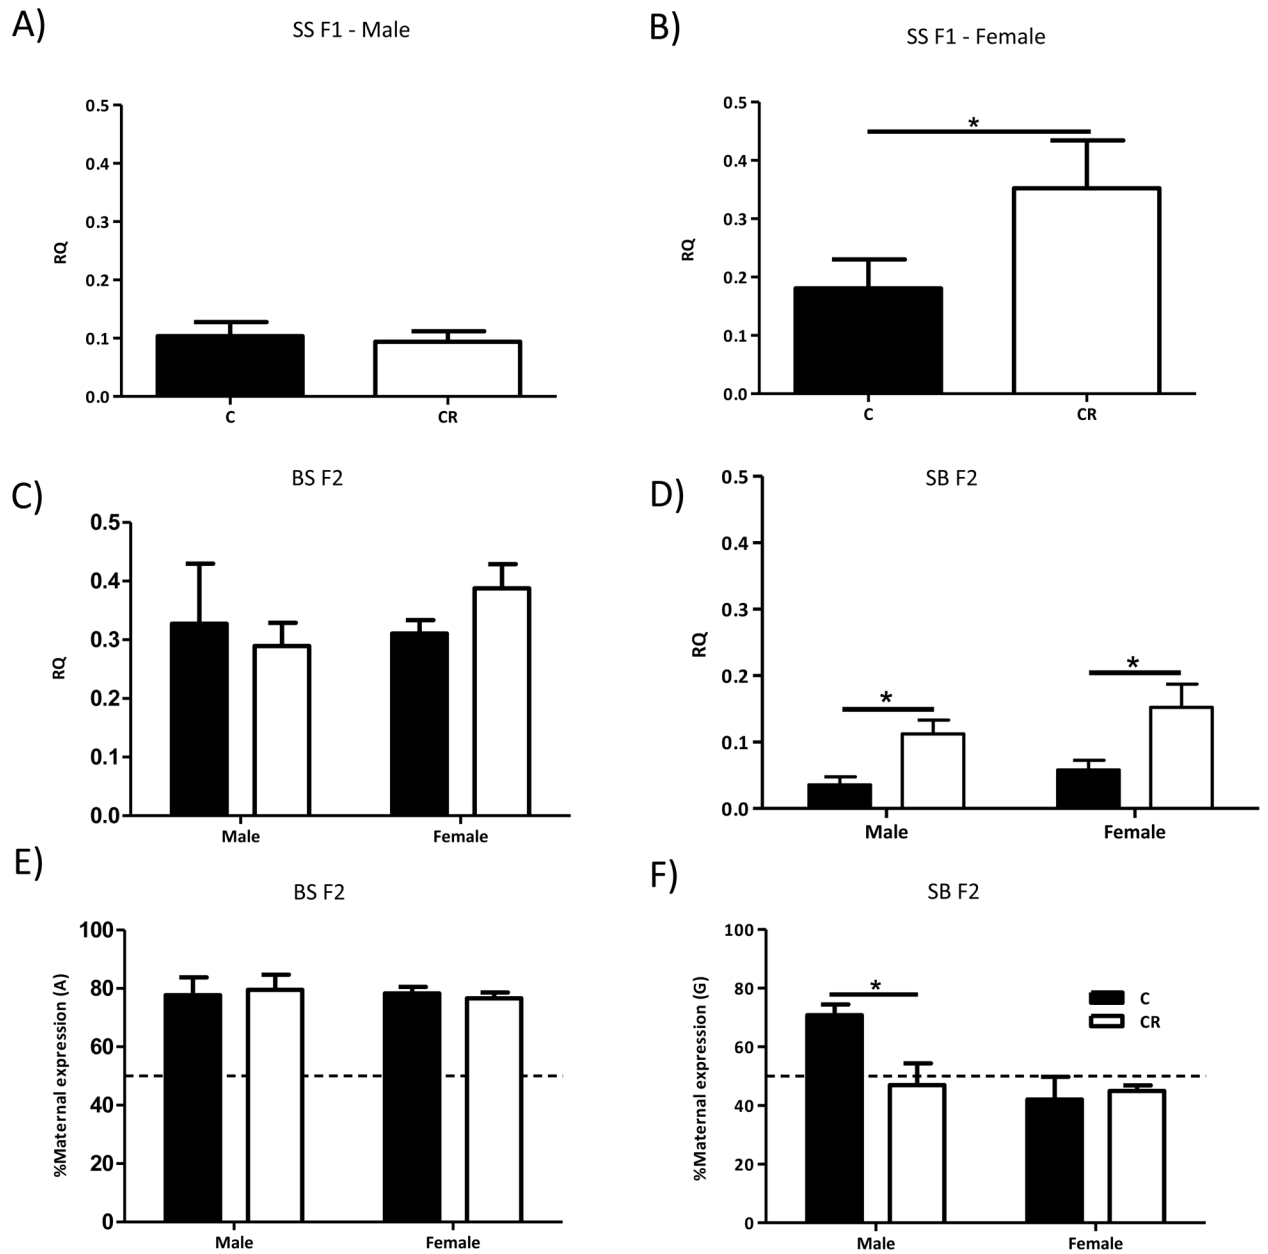 A)
SS F1 - Male
0.5
0.4
0.3
0.2
0.1
0.0
RQ
C
CR
B)
SS F1 - Female
0.5
0.4
0.3
0.2
0.1
0.0
RQ
*
C
CR
C)
BS F2
0.5
0.4
0.3
0.2
0.1
0.0
RQ
Male
Female
D)
SB F2
0.5
0.4
0.3
0.2
0.1
0.0
RQ
*
*
Male
Female
E)
BS F2
100
80
60
40
20
0
%Maternal expression (A)
Male
Female
F)
SB F2
100
80
60
40
20
0
%Maternal expression (G)
*
C
CR
Male
Female